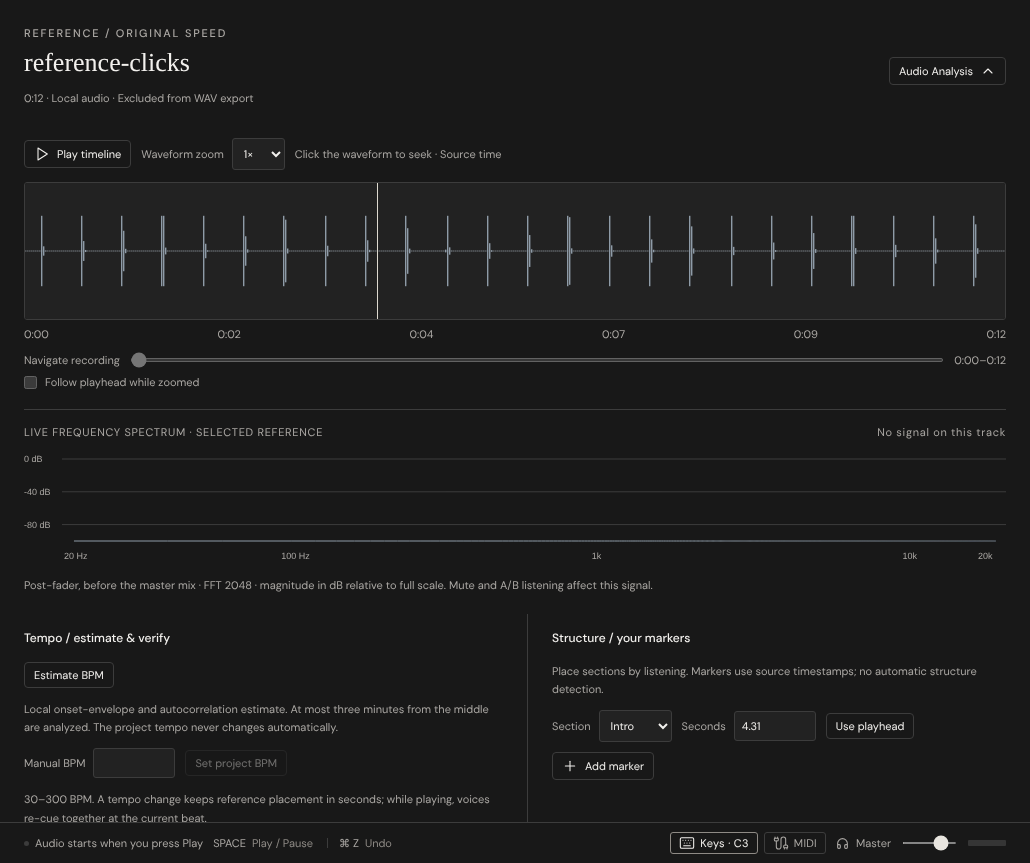 REFERENCE / ORIGINAL SPEED
reference-clicks
Audio Analysis
0:12 · Local audio · Excluded from WAV export
Play timeline Waveform zoom 1× Click the waveform to seek · Source time
0:00 0:02 0:04 0:07 0:09 0:12
Navigate recording 0:00–0:12
Follow playhead while zoomed
LIVE FREQUENCY SPECTRUM · SELECTED REFERENCE No signal on this track
0 dB
-40 dB
-80 dB
20 Hz 100 Hz 1k 10k 20k
Post-fader, before the master mix · FFT 2048 · magnitude in dB relative to full scale. Mute and A/B listening affect this signal.
Tempo / estimate & verify
Estimate BPM
Local onset-envelope and autocorrelation estimate. At most three minutes from the middle
are analyzed. The project tempo never changes automatically.
Manual BPM Set project BPM
30–300 BPM. A tempo change keeps reference placement in seconds; while playing, voices
re-cue together at the current beat.
Structure / your markers
Place sections by listening. Markers use source timestamps; no automatic structure
detection.
Section Intro Seconds 4.31 Use playhead
Add marker
Audio starts when you press Play SPACE Play / Pause ⌘ Z Undo Keys · C3 MIDI Master